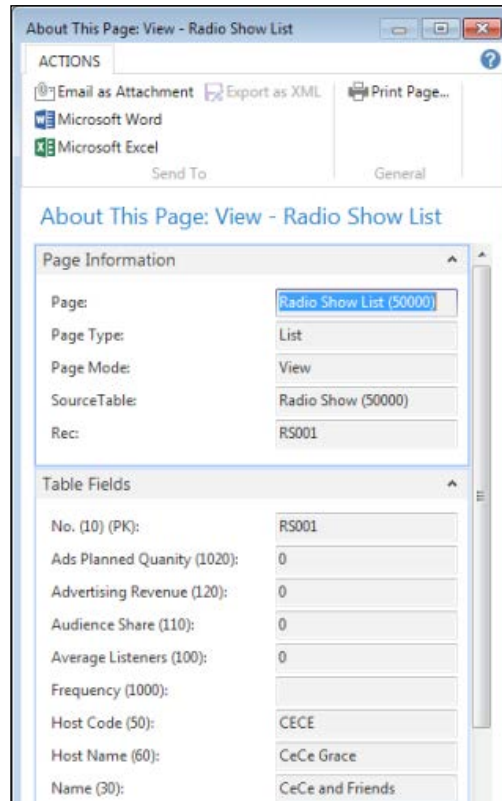 About This Page: View - Radio Show List
ACTIONS
Email as Attachment Export as XML Print Page...
Microsoft Word
Microsoft Excel
Send To General
About This Page: View - Radio Show List
Page Information
Page: Radio Show List (50000)
Page Type: List
Page Mode: View
SourceTable: Radio Show (50000)
Rec: RS001
Table Fields
No. (10) (PK): RS001
Ads Planned Quanity (1020): 0
Advertising Revenue (120): 0
Audience Share (110): 0
Average Listeners (100): 0
Frequency (1000):
Host Code (50): CECE
Host Name (60): CeCe Grace
Name (30): CeCe and Friends